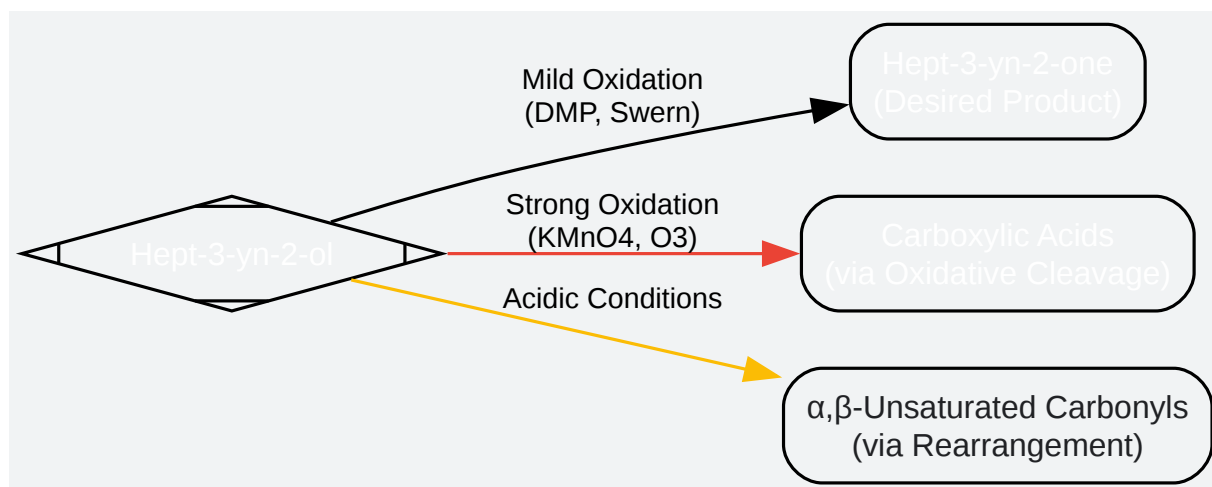 Mild Oxidation
(DMP, Swern)
Hept-3-yn-2-one
(Desired Product)
Hept-3-yn-2-ol
Strong Oxidation
(KMnO4, O3)
Carboxylic Acids
(via Oxidative Cleavage)
Acidic Conditions
α,β-Unsaturated Carbonyls
(via Rearrangement)